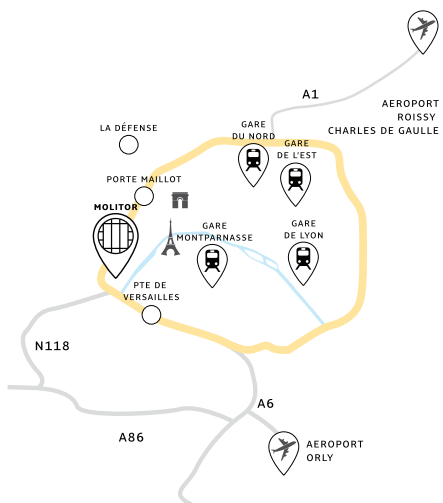 A1
AEROPORT
ROISSY
CHARLES DE GAULLE
GARE
DU NORD
LA DÉFENSE
GARE
DE L'EST
PORTE MAILLOT
MOLITOR
GARE
MONTPARNASSE
GARE
DE LYON
PTE DE
VERSAILLES
N118
A6
A86
AEROPORT
ORLY